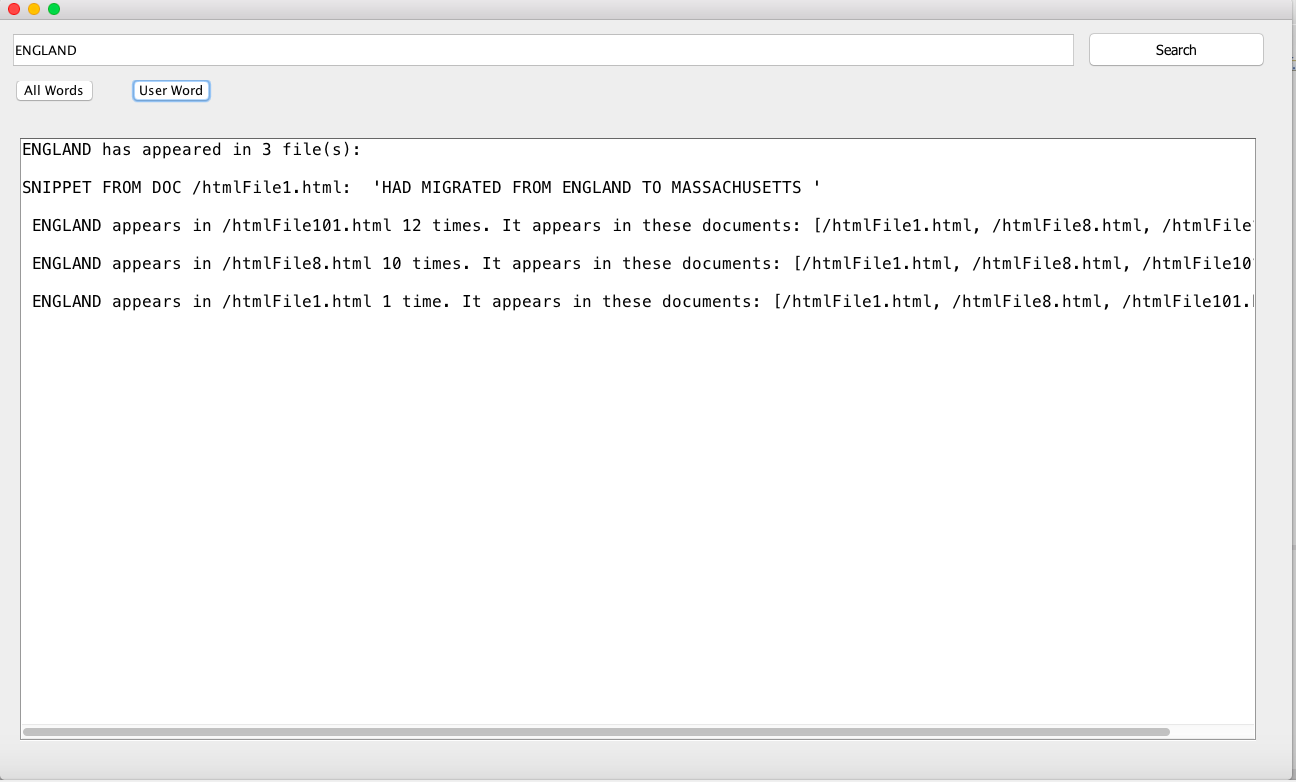 ENGLAND
Search
All Words
User Word
ENGLAND has appeared in 3 file(s):
SNIPPET FROM DOC /htmlFile1.html:  'HAD MIGRATED FROM ENGLAND TO MASSACHUSETTS '
ENGLAND appears in /htmlFile101.html 12 times. It appears in these documents: [/htmlFile1.html, /htmlFile8.html, /htmlFile
ENGLAND appears in /htmlFile8.html 10 times. It appears in these documents: [/htmlFile1.html, /htmlFile8.html, /htmlFile10
ENGLAND appears in /htmlFile1.html 1 time. It appears in these documents: [/htmlFile1.html, /htmlFile8.html, /htmlFile101.